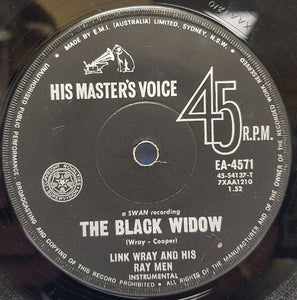 MADE BY E.M.I. (AUSTRALIA) LIMITED, SYDNEY, N.S.W.
HIS MASTER'S VOICE
45
R.P.M.
EA-4571
45-54137-T
7XAA1210
1.52
a SWAN recording
THE BLACK WIDOW
(Wray - Cooper)
LINK WRAY AND HIS
RAY MEN
INSTRUMENTAL
UNAUTHORISED PUBLIC PERFORMANCE BROADCASTING AND COPYING OF THIS RECORD PROHIBITED - ALL RIGHTS OF THE MANUFACTURER AND OF THE OWNER OF THE RECORDED WORK RESERVED